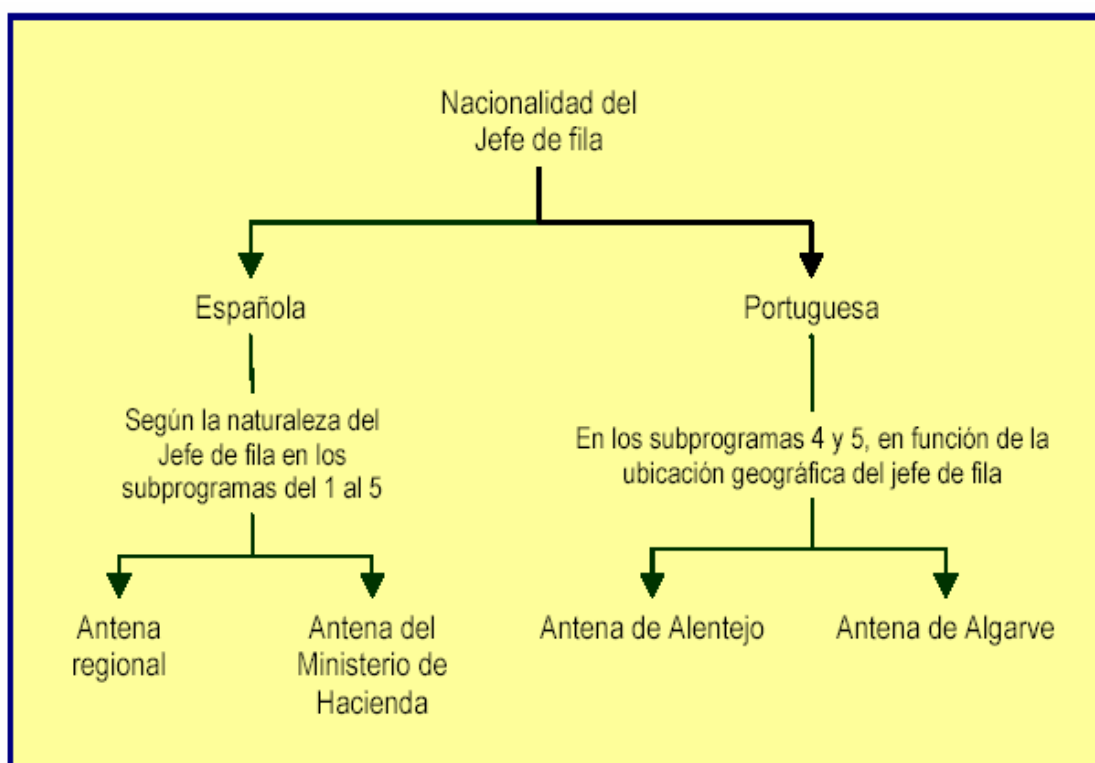 Nacionalidad del
Jefe de fila
Española
Portuguesa
Según la naturaleza del
Jefe de fila en los
subprogramas del 1 al 5
En los subprogramas 4 y 5, en función de la
ubicación geográfica del jefe de fila
Antena
regional
Antena del
Ministerio de
Hacienda
Antena de Alentejo
Antena de Algarve